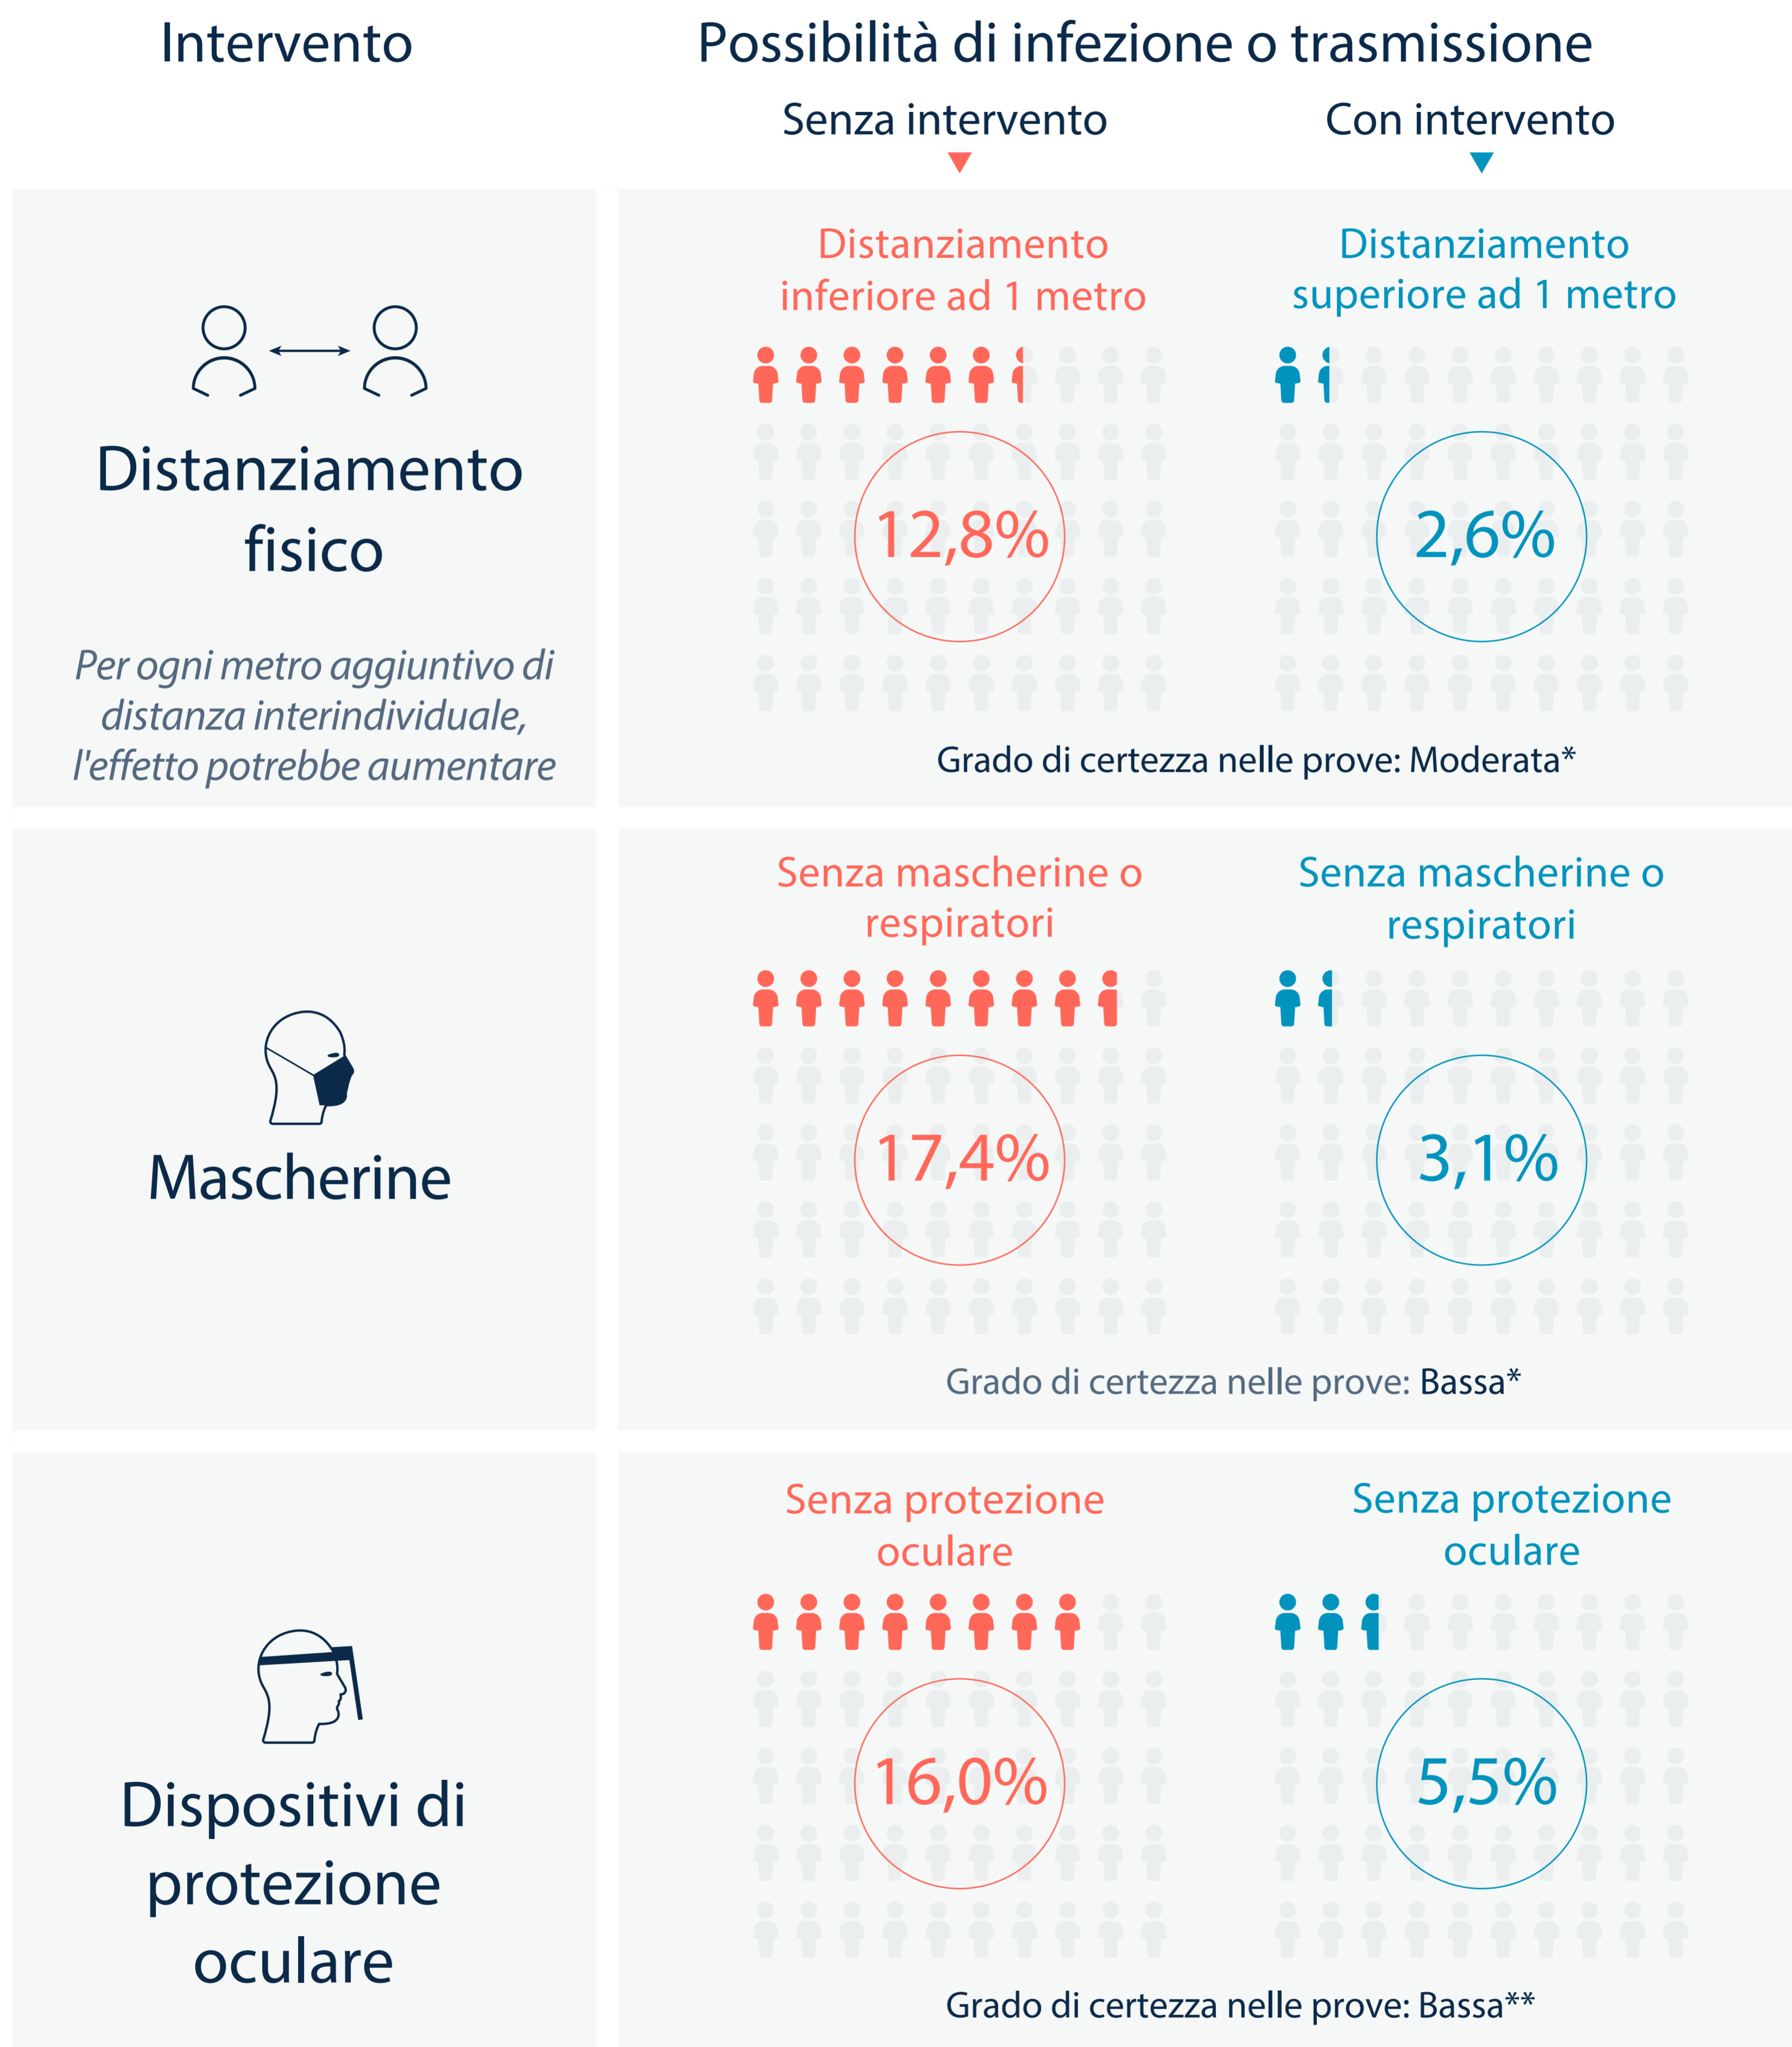 Intervento
Possibilità di infezione o trasmissione
Senza intervento
Con intervento
Distanziamento
fisico
Per ogni metro aggiuntivo di
distanza interindividuale,
l'effetto potrebbe aumentare
Distanziamento
inferiore ad 1 metro
12,8%
Distanziamento
superiore ad 1 metro
2,6%
Grado di certezza nelle prove: Moderata*
Mascherine
Senza mascherine o
respiratori
17,4%
Senza mascherine o
respiratori
3,1%
Grado di certezza nelle prove: Bassa*
Dispositivi di
protezione
oculare
Senza protezione
oculare
16,0%
Senza protezione
oculare
5,5%
Grado di certezza nelle prove: Bassa**